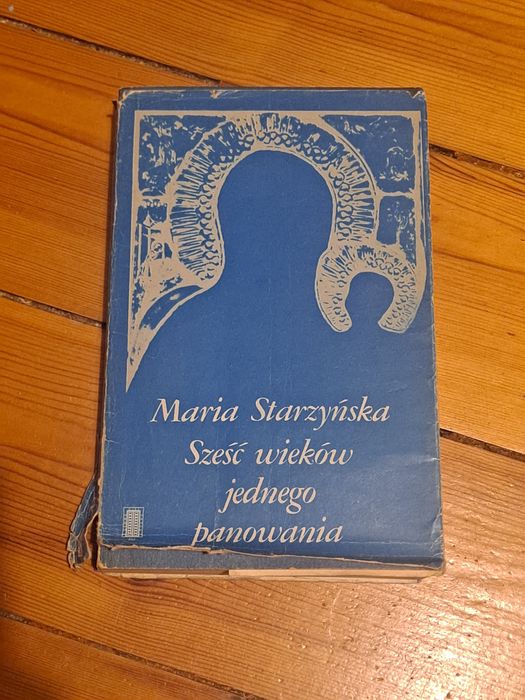 Maria Starzyńska
Sześć wieków
jednego
panowania